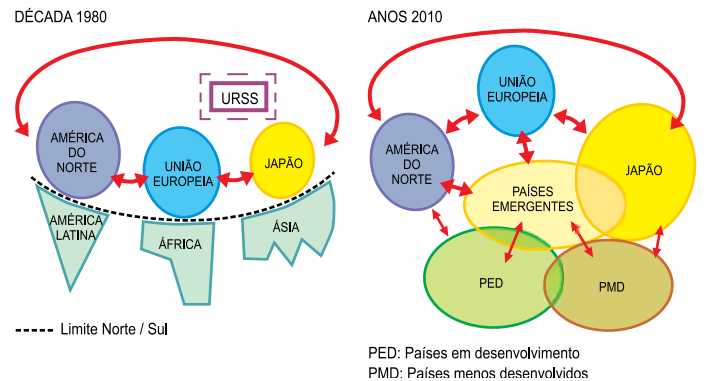 DÉCADA 1980
URSS
AMÉRICA
DO
NORTE
UNIÃO
EUROPEIA
JAPÃO
AMÉRICA
LATINA
ÁFRICA
ÁSIA
Limite Norte / Sul
ANOS 2010
UNIÃO
EUROPEIA
AMÉRICA
DO
NORTE
JAPÃO
PAÍSES
EMERGENTES
PED
PMD
PED: Países em desenvolvimento
PMD: Países menos desenvolvidos